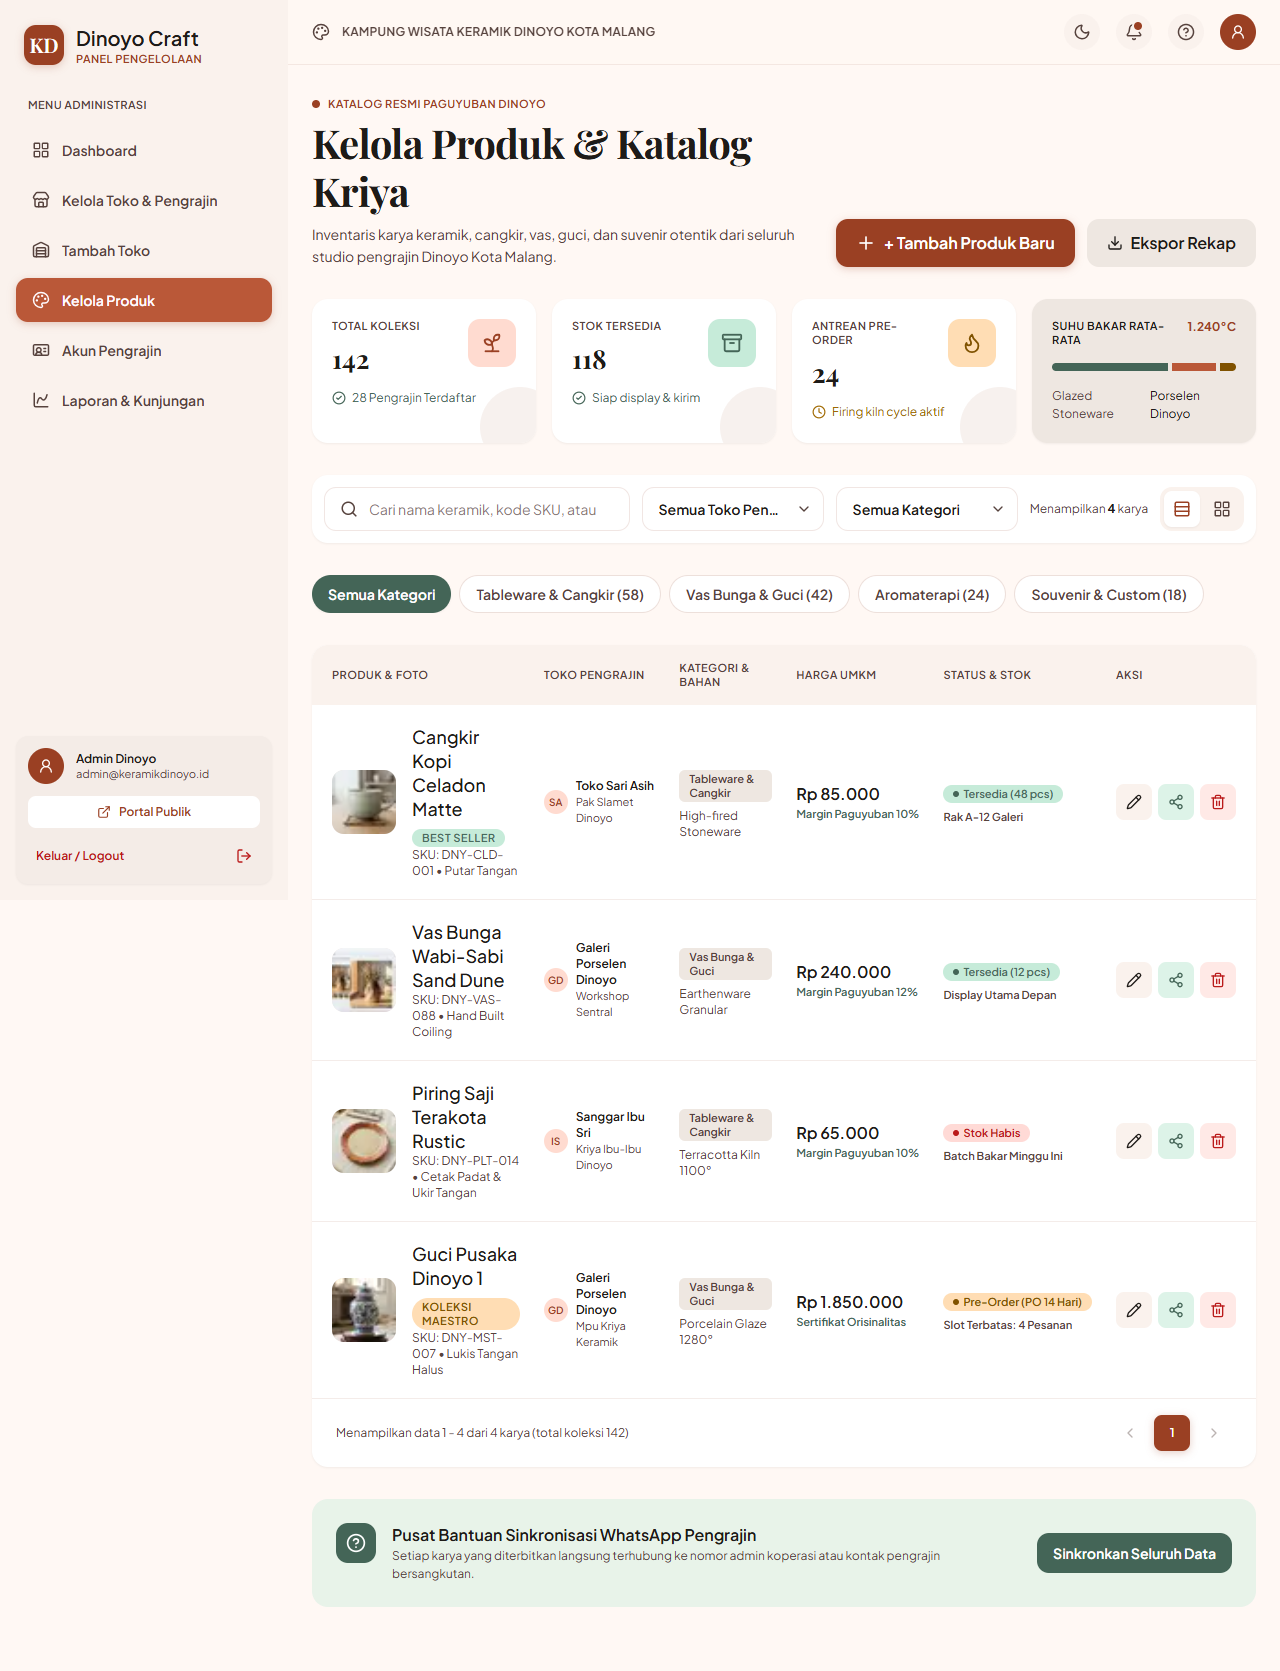 KD
Dinoyo Craft
PANEL PENGELOLAAN
MENU ADMINISTRASI
Dashboard
Kelola Toko & Pengrajin
Tambah Toko
Kelola Produk
Akun Pengrajin
Laporan & Kunjungan
Admin Dinoyo
admin@keramikdinoyo.id
Portal Publik
Keluar / Logout
KAMPUNG WISATA KERAMIK DINOYO KOTA MALANG
KATALOG RESMI PAGUYUBAN DINOYO
Kelola Produk & Katalog
Kriya
Inventaris karya keramik, cangkir, vas, guci, dan suvenir otentik dari seluruh
studio pengrajin Dinoyo Kota Malang.
+ Tambah Produk Baru
Ekspor Rekap
TOTAL KOLEKSI
142
28 Pengrajin Terdaftar
STOK TERSEDIA
118
Siap display & kirim
ANTREAN PRE-
ORDER
24
Firing kiln cycle aktif
SUHU BAKAR RATA-
RATA
1.240°C
Glazed
Stoneware
Porselen
Dinoyo
Cari nama keramik, kode SKU, atau
Semua Toko Pen...
Semua Kategori
Menampilkan 4 karya
Semua Kategori
Tableware & Cangkir (58)
Vas Bunga & Guci (42)
Aromaterapi (24)
Souvenir & Custom (18)
PRODUK & FOTO
TOKO PENGRAJIN
KATEGORI &
BAHAN
HARGA UMKM
STATUS & STOK
AKSI
Cangkir
Kopi
Celadon
Matte
BEST SELLER
SKU: DNY-CLD-
001 • Putar Tangan
SA
Toko Sari Asih
Pak Slamet
Dinoyo
Tableware &
Cangkir
High-fired
Stoneware
Rp 85.000
Margin Paguyuban 10%
Tersedia (48 pcs)
Rak A-12 Galeri
Vas Bunga
Wabi-Sabi
Sand Dune
SKU: DNY-VAS-
088 • Hand Built
Coiling
GD
Galeri
Porselen
Dinoyo
Workshop
Sentral
Vas Bunga &
Guci
Earthenware
Granular
Rp 240.000
Margin Paguyuban 12%
Tersedia (12 pcs)
Display Utama Depan
Piring Saji
Terakota
Rustic
SKU: DNY-PLT-014
• Cetak Padat &
Ukir Tangan
IS
Sanggar Ibu
Sri
Kriya Ibu-Ibu
Dinoyo
Tableware &
Cangkir
Terracotta Kiln
1100°
Rp 65.000
Margin Paguyuban 10%
Stok Habis
Batch Bakar Minggu Ini
Guci Pusaka
Dinoyo 1
KOLEKSI
MAESTRO
SKU: DNY-MST-
007 • Lukis Tangan
Halus
GD
Galeri
Porselen
Dinoyo
Mpu Kriya
Keramik
Vas Bunga &
Guci
Porcelain Glaze
1280°
Rp 1.850.000
Sertifikat Orisinalitas
Pre-Order (PO 14 Hari)
Slot Terbatas: 4 Pesanan
Menampilkan data 1 - 4 dari 4 karya (total koleksi 142)
1
Pusat Bantuan Sinkronisasi WhatsApp Pengrajin
Setiap karya yang diterbitkan langsung terhubung ke nomor admin koperasi atau kontak pengrajin
bersangkutan.
Sinkronkan Seluruh Data